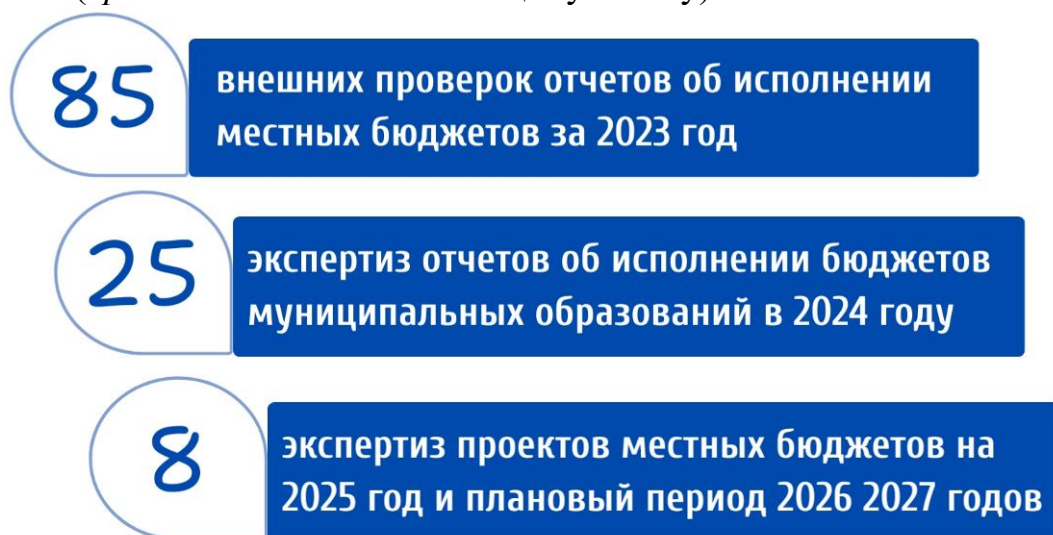 85
внешних проверок отчетов об исполнении
местных бюджетов за 2023 год
25
экспертиз отчетов об исполнении бюджетов
муниципальных образований в 2024 году
8
экспертиз проектов местных бюджетов на
2025 год и плановый период 2026 2027 годов